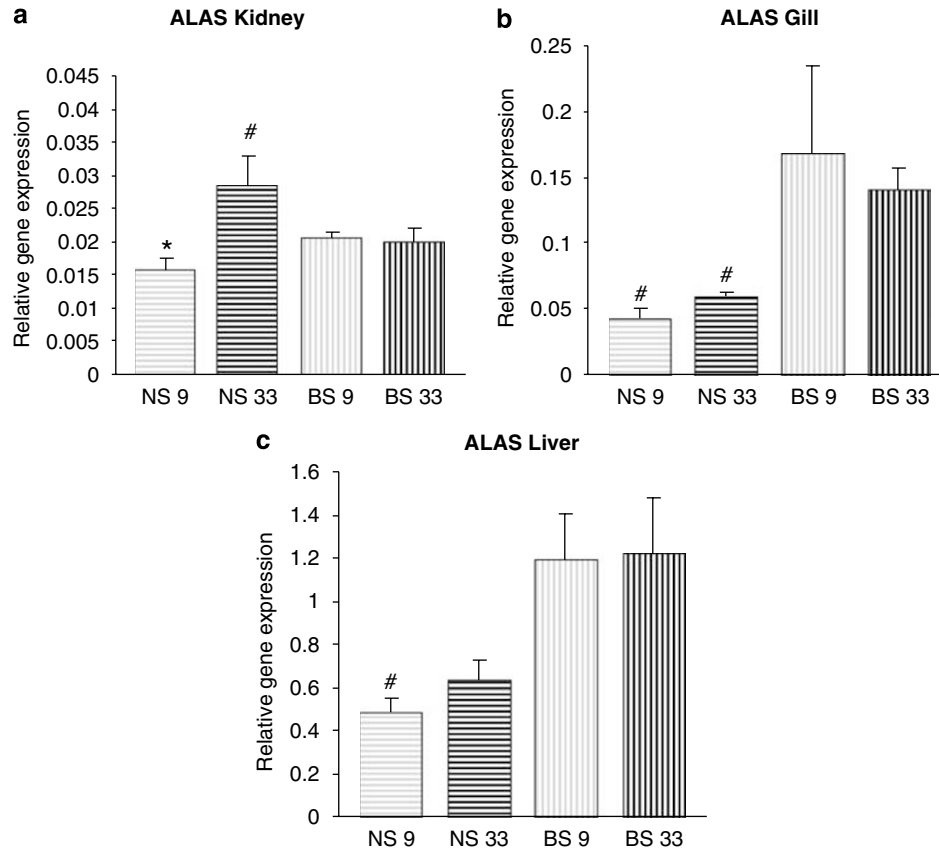 a
ALAS Kidney
Relative gene expression
0.045
0.04
0.035
0.03
0.025
0.02
0.015
0.01
0.005
0
*
#
NS 9 NS 33 BS 9 BS 33
b
ALAS Gill
Relative gene expression
0.25
0.2
0.15
0.1
0.05
0
# #
NS 9 NS 33 BS 9 BS 33
c
ALAS Liver
Relative gene expression
1.6
1.4
1.2
1
0.8
0.6
0.4
0.2
0
#
NS 9 NS 33 BS 9 BS 33